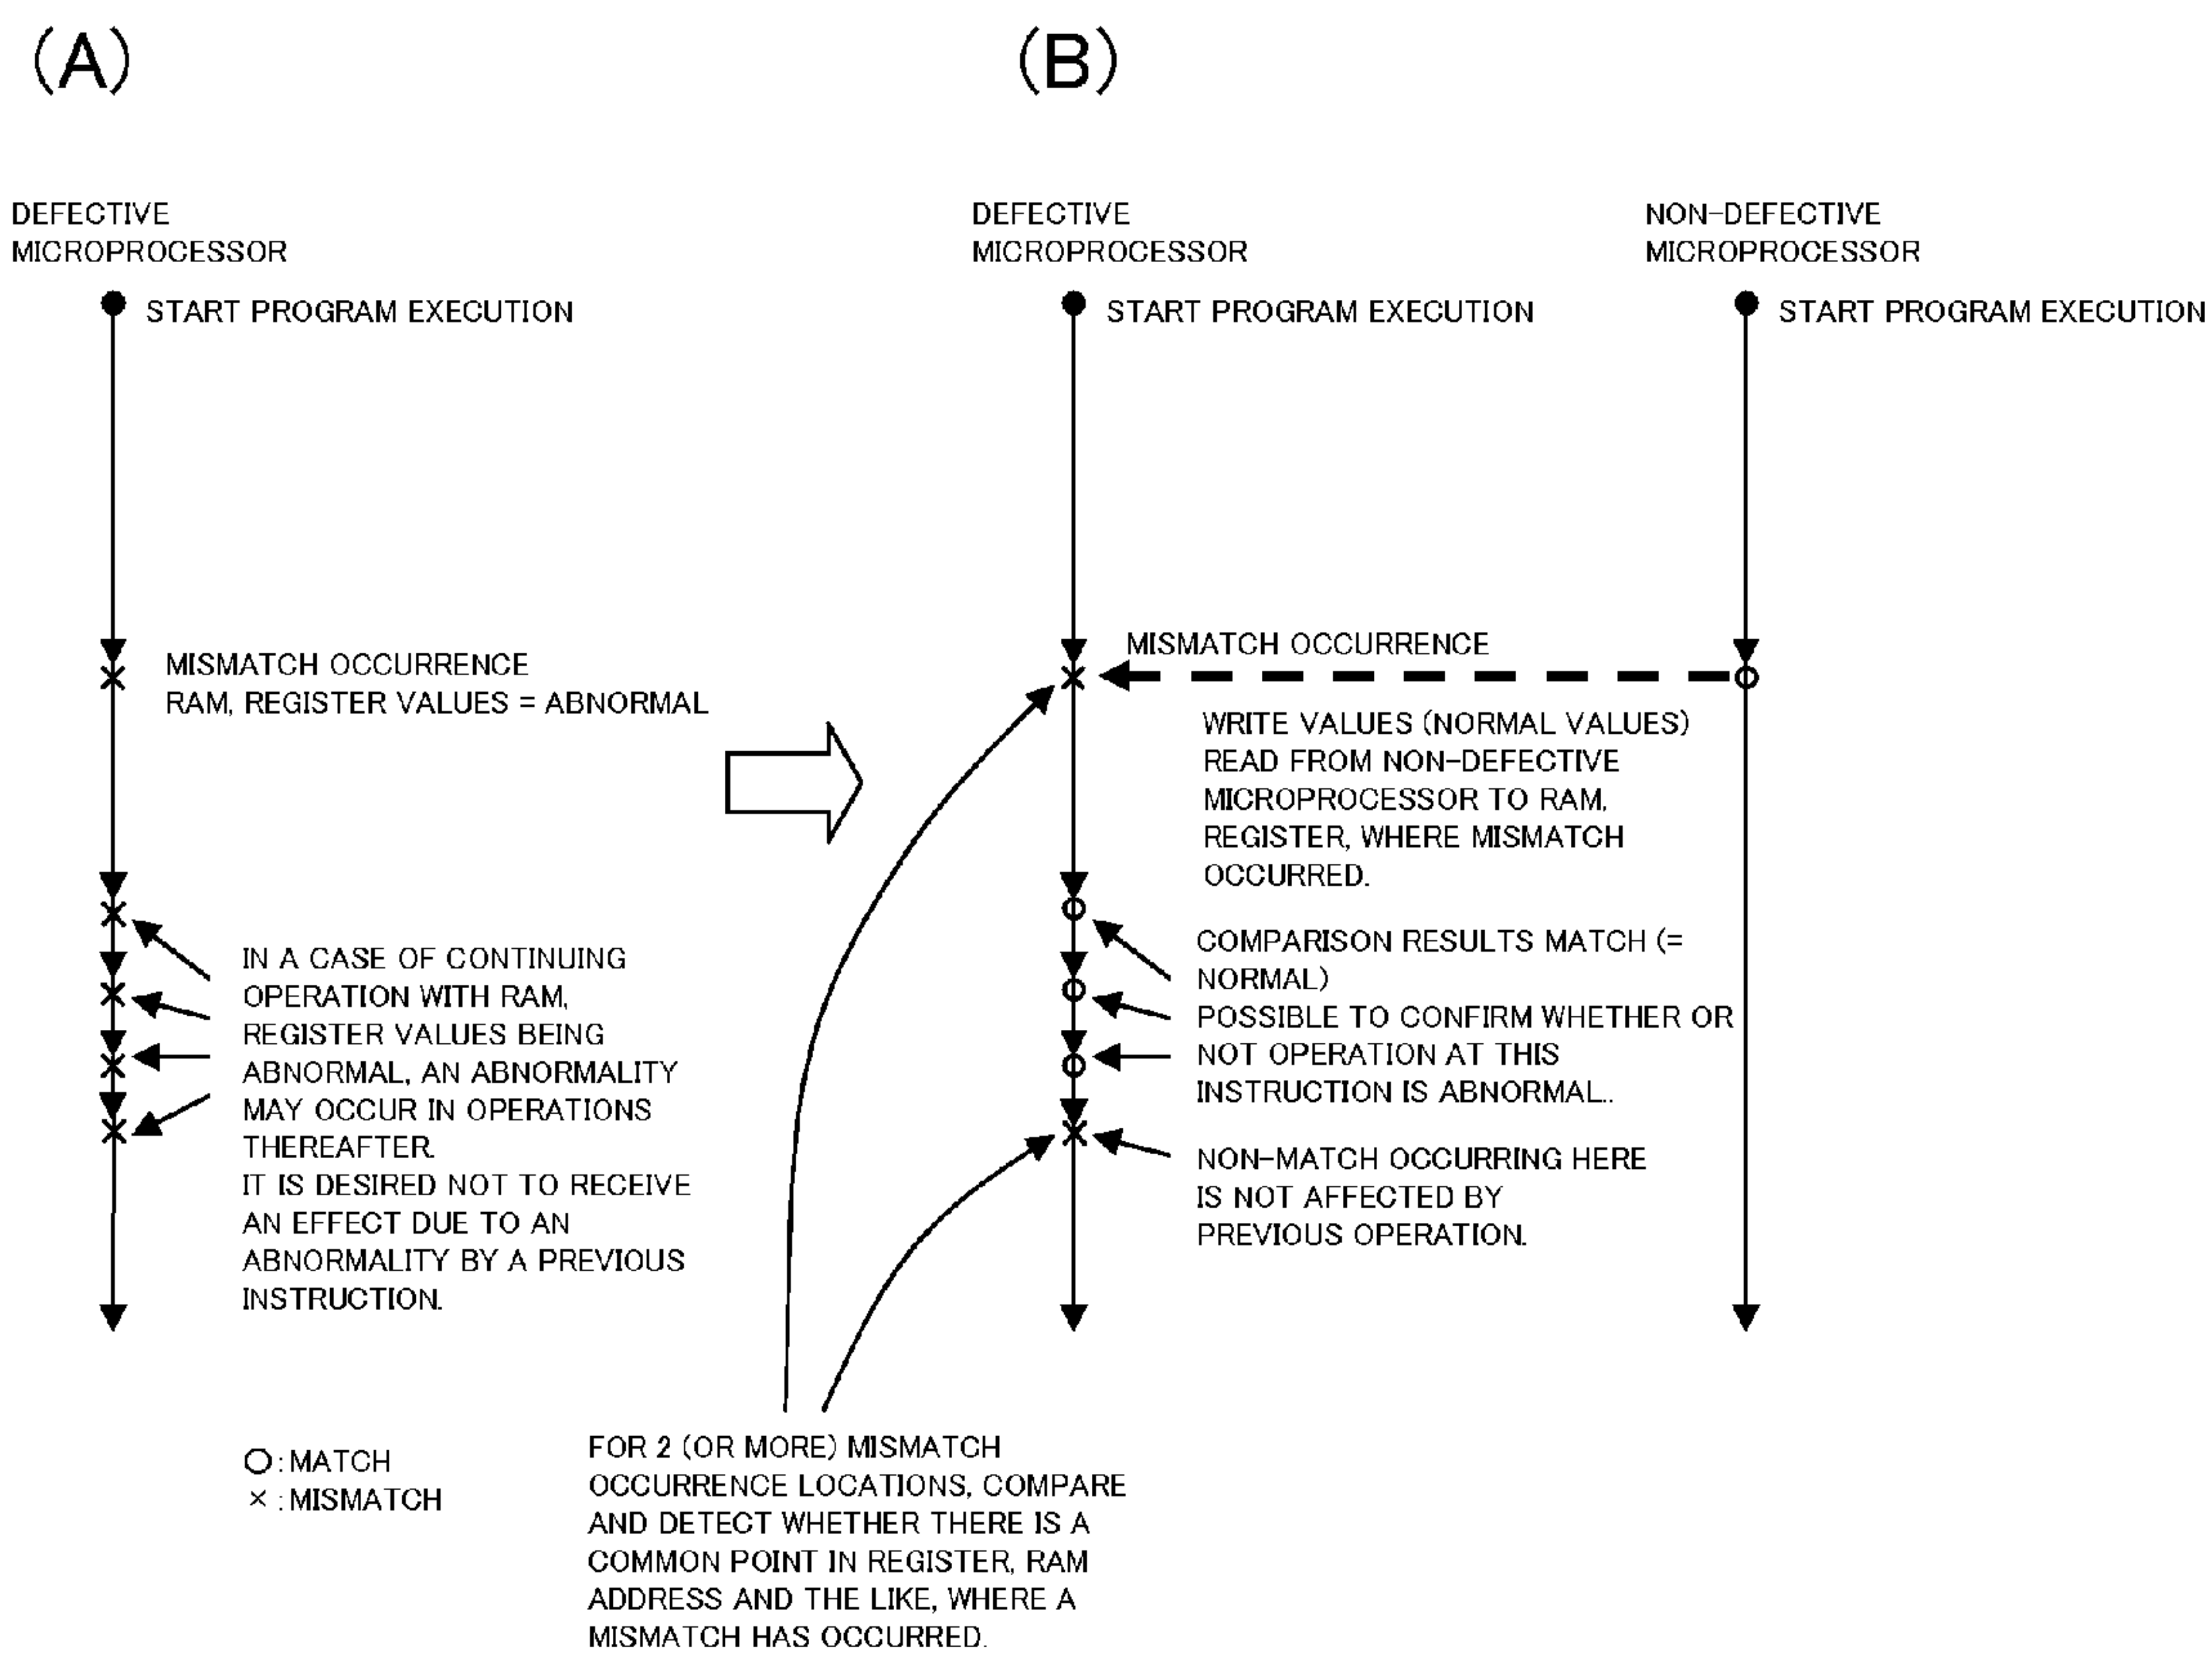 (A)
DEFECTIVE
MICROPROCESSOR
START PROGRAM EXECUTION
MISMATCH OCCURRENCE
RAM, REGISTER VALUES = ABNORMAL
IN A CASE OF CONTINUING
OPERATION WITH RAM,
REGISTER VALUES BEING
ABNORMAL, AN ABNORMALITY
MAY OCCUR IN OPERATIONS
THEREAFTER.
IT IS DESIRED NOT TO RECEIVE
AN EFFECT DUE TO AN
ABNORMALITY BY A PREVIOUS
INSTRUCTION.
(B)
DEFECTIVE
MICROPROCESSOR
START PROGRAM EXECUTION
NON-DEFECTIVE
MICROPROCESSOR
START PROGRAM EXECUTION
MISMATCH OCCURRENCE
WRITE VALUES (NORMAL VALUES)
READ FROM NON-DEFECTIVE
MICROPROCESSOR TO RAM,
REGISTER, WHERE MISMATCH
OCCURRED.
COMPARISON RESULTS MATCH (=
NORMAL)
POSSIBLE TO CONFIRM WHETHER OR
NOT OPERATION AT THIS
INSTRUCTION IS ABNORMAL..
NON-MATCH OCCURRING HERE
IS NOT AFFECTED BY
PREVIOUS OPERATION.
○ : MATCH
× : MISMATCH
FOR 2 (OR MORE) MISMATCH
OCCURRENCE LOCATIONS, COMPARE
AND DETECT WHETHER THERE IS A
COMMON POINT IN REGISTER, RAM
ADDRESS AND THE LIKE, WHERE A
MISMATCH HAS OCCURRED.